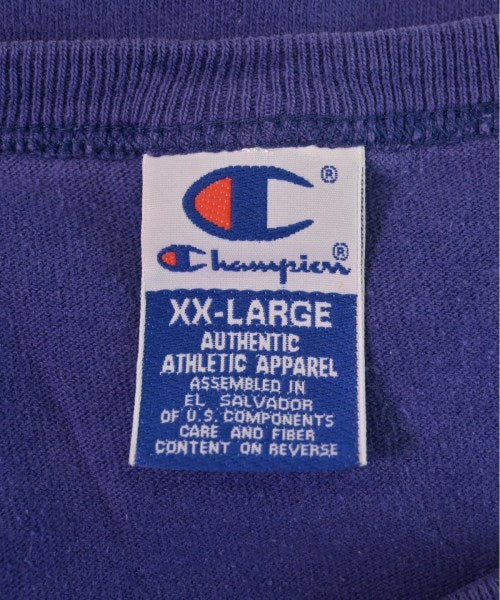 C®
Champion®
XX-LARGE
AUTHENTIC
ATHLETIC APPAREL
ASSEMBLED IN
EL SALVADOR
OF U.S. COMPONENTS
CARE AND FIBER
CONTENT ON REVERSE